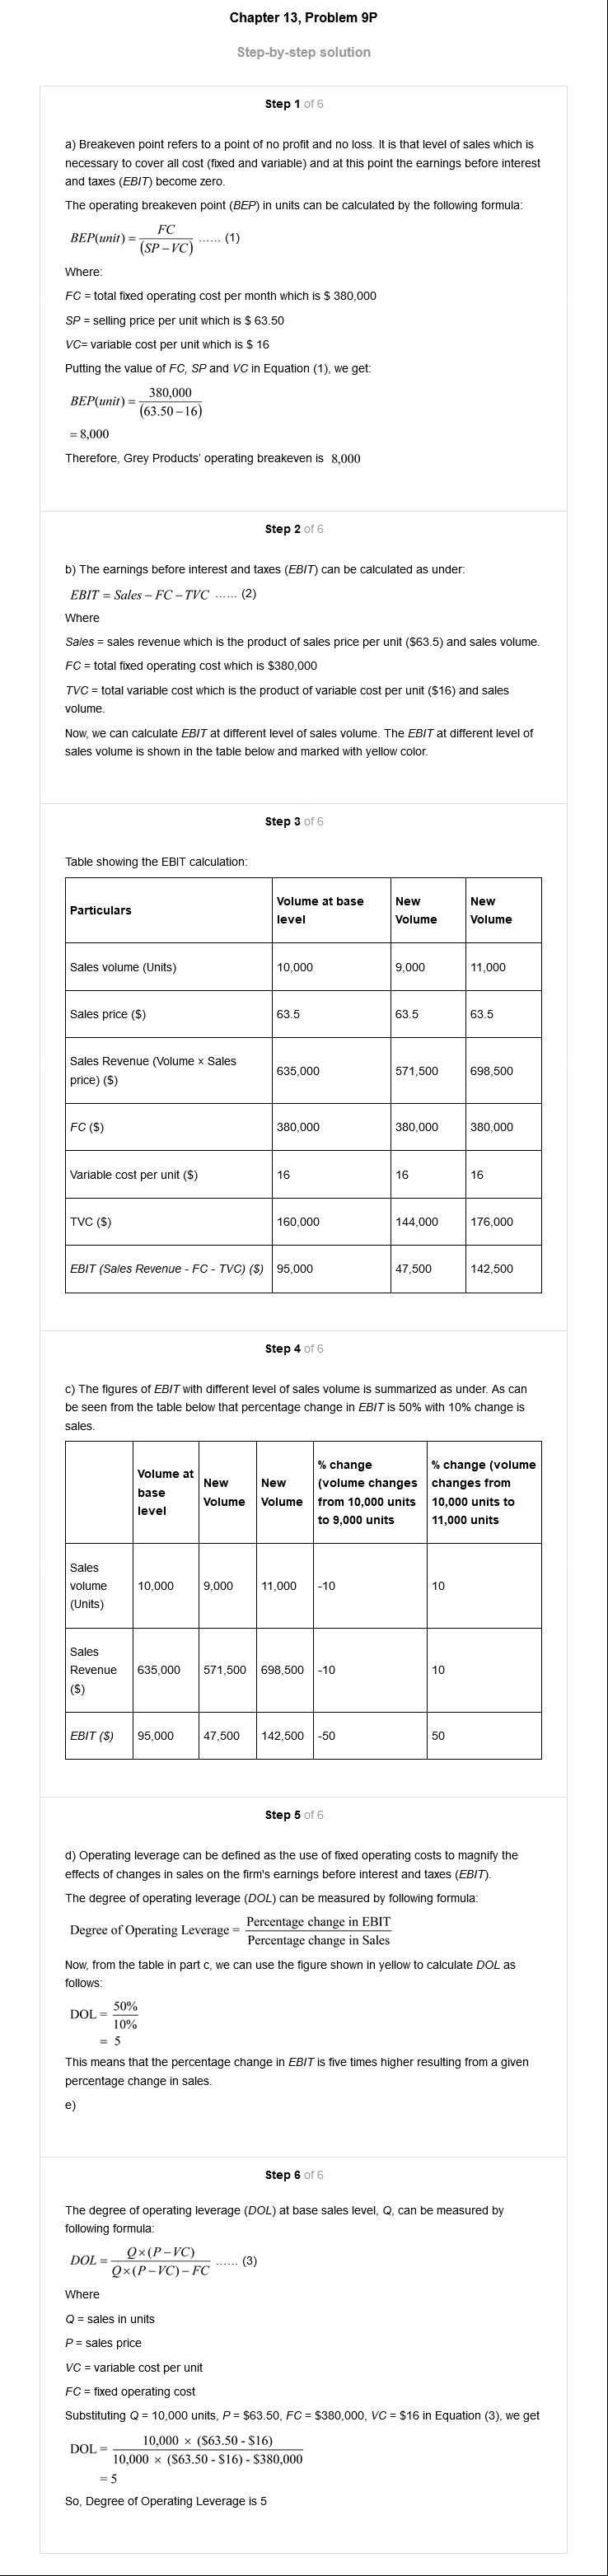 Chapter 13, Problem 9P
Step-by-step solution
Step 1 of 6
a) Breakeven point refers to a point of no profit and no loss. It is that level of sales which is
necessary to cover all cost (fixed and variable) and at this point the earnings before interest
and taxes (EBIT) become zero.
The operating breakeven point (BEP) in units can be calculated by the following formula:
BEP(unit) = FC / (SP − VC) ...... (1)
Where:
FC = total fixed operating cost per month which is $ 380,000
SP = selling price per unit which is $ 63.50
VC= variable cost per unit which is $ 16
Putting the value of FC, SP and VC in Equation (1), we get:
BEP(unit) = 380,000 / (63.50 − 16)
= 8,000
Therefore, Grey Products' operating breakeven is 8,000
Step 2 of 6
b) The earnings before interest and taxes (EBIT) can be calculated as under:
EBIT = Sales − FC − TVC ...... (2)
Where
Sales = sales revenue which is the product of sales price per unit ($63.5) and sales volume.
FC = total fixed operating cost which is $380,000
TVC = total variable cost which is the product of variable cost per unit ($16) and sales
volume.
Now, we can calculate EBIT at different level of sales volume. The EBIT at different level of
sales volume is shown in the table below and marked with yellow color.
Step 3 of 6
Table showing the EBIT calculation:
Particulars Volume at base level New Volume New Volume
Sales volume (Units) 10,000 9,000 11,000
Sales price ($) 63.5 63.5 63.5
Sales Revenue (Volume × Sales price) ($) 635,000 571,500 698,500
FC ($) 380,000 380,000 380,000
Variable cost per unit ($) 16 16 16
TVC ($) 160,000 144,000 176,000
EBIT (Sales Revenue - FC - TVC) ($) 95,000 47,500 142,500
Step 4 of 6
c) The figures of EBIT with different level of sales volume is summarized as under. As can
be seen from the table below that percentage change in EBIT is 50% with 10% change is
sales.
Volume at base level New Volume New Volume % change (volume changes from 10,000 units to 9,000 units % change (volume changes from 10,000 units to 11,000 units
Sales volume (Units) 10,000 9,000 11,000 -10 10
Sales Revenue ($) 635,000 571,500 698,500 -10 10
EBIT ($) 95,000 47,500 142,500 -50 50
Step 5 of 6
d) Operating leverage can be defined as the use of fixed operating costs to magnify the
effects of changes in sales on the firm's earnings before interest and taxes (EBIT).
The degree of operating leverage (DOL) can be measured by following formula:
Degree of Operating Leverage = Percentage change in EBIT / Percentage change in Sales
Now, from the table in part c, we can use the figure shown in yellow to calculate DOL as
follows:
DOL = 50% / 10%
= 5
This means that the percentage change in EBIT is five times higher resulting from a given
percentage change in sales.
e)
Step 6 of 6
The degree of operating leverage (DOL) at base sales level, Q, can be measured by
following formula:
DOL = Q×(P − VC) / Q×(P − VC) − FC ...... (3)
Where
Q = sales in units
P = sales price
VC = variable cost per unit
FC = fixed operating cost
Substituting Q = 10,000 units, P = $63.50, FC = $380,000, VC = $16 in Equation (3), we get
DOL = 10,000 × ($63.50 - $16) / 10,000 × ($63.50 - $16) - $380,000
= 5
So, Degree of Operating Leverage is 5